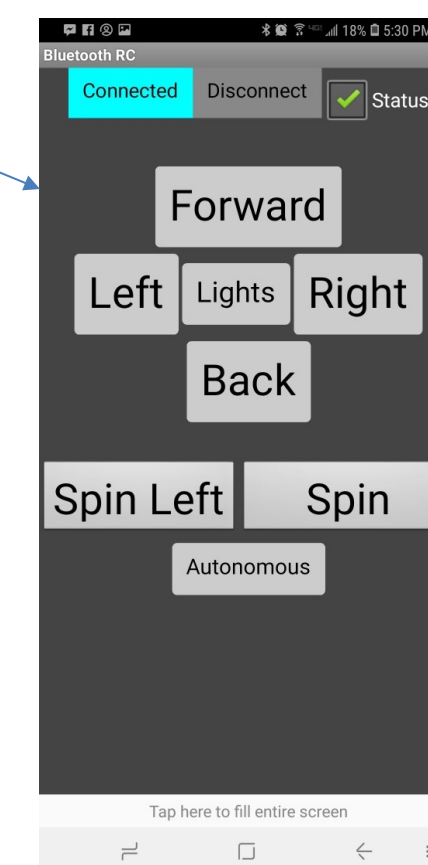 18% 5:30 PM
Bluetooth RC
Connected Disconnect Status
Forward
Left Lights Right
Back
Spin Left Spin
Autonomous
Tap here to fill entire screen